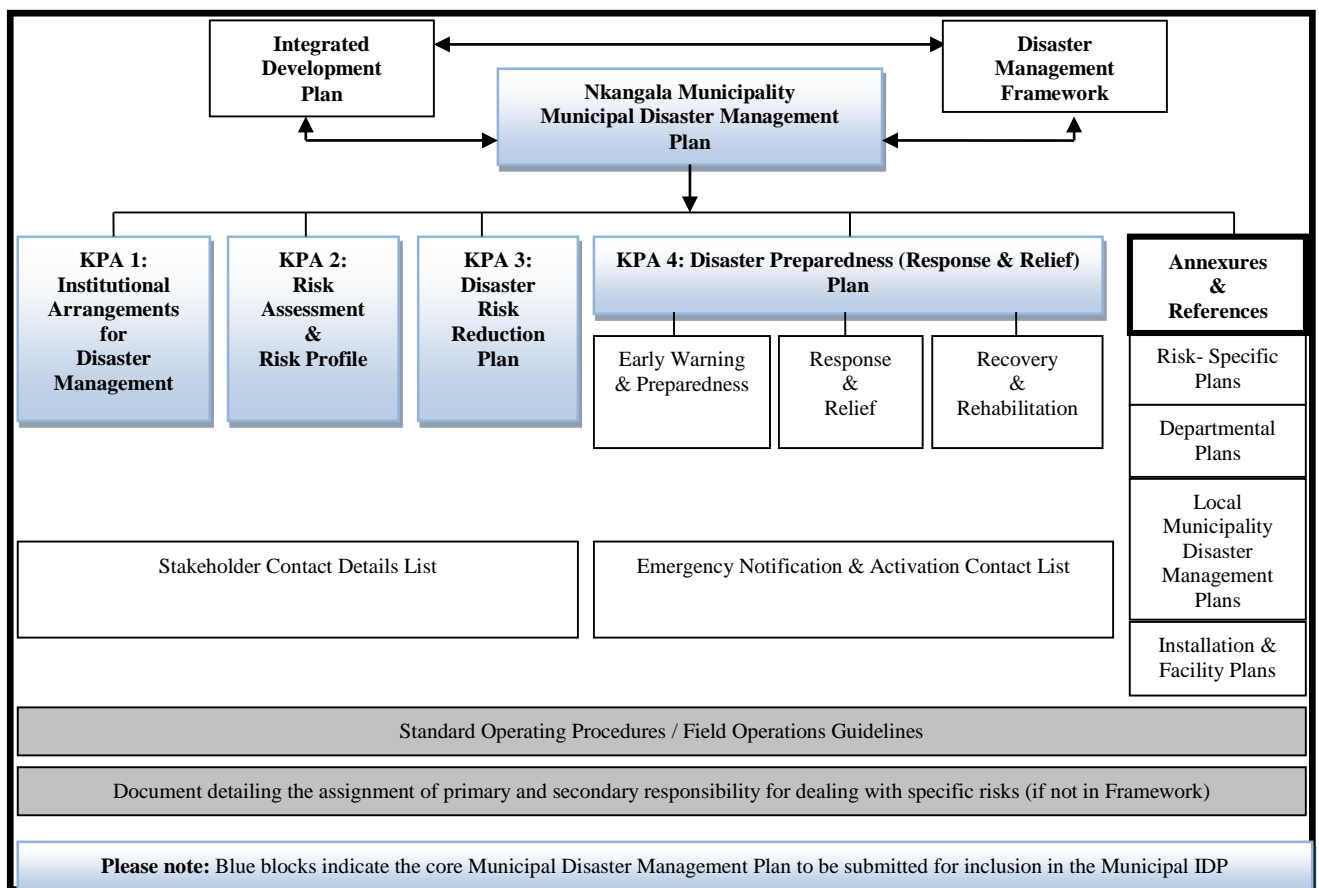 Integrated
Development
Plan
Disaster
Management
Framework
Nkangala Municipality
Municipal Disaster Management
Plan
KPA 1:
Institutional
Arrangements
for
Disaster
Management
KPA 2:
Risk
Assessment
&
Risk Profile
KPA 3:
Disaster
Risk
Reduction
Plan
KPA 4: Disaster Preparedness (Response & Relief)
Plan
Early Warning
& Preparedness
Response
&
Relief
Recovery
&
Rehabilitation
Annexures
&
References
Risk- Specific
Plans
Departmental
Plans
Local
Municipality
Disaster
Management
Plans
Installation &
Facility Plans
Stakeholder Contact Details List
Emergency Notification & Activation Contact List
Standard Operating Procedures / Field Operations Guidelines
Document detailing the assignment of primary and secondary responsibility for dealing with specific risks (if not in Framework)
Please note: Blue blocks indicate the core Municipal Disaster Management Plan to be submitted for inclusion in the Municipal IDP